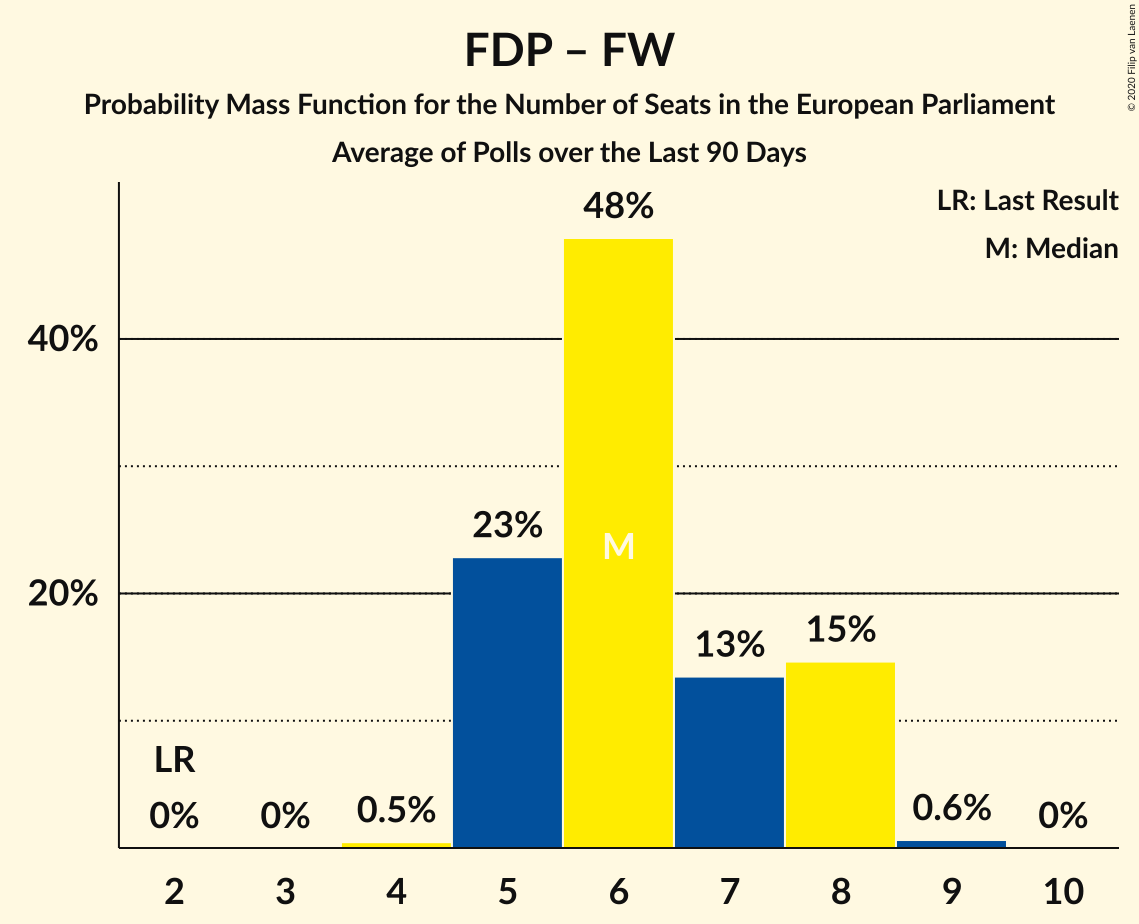 FDP – FW
Probability Mass Function for the Number of Seats in the European Parliament
Average of Polls over the Last 90 Days
© 2020 Filip van Laenen
LR: Last Result
M: Median
48%
40%
23%
M
20%
15%
13%
LR
0% 0% 0.5% 0.6% 0%
2 3 4 5 6 7 8 9 10